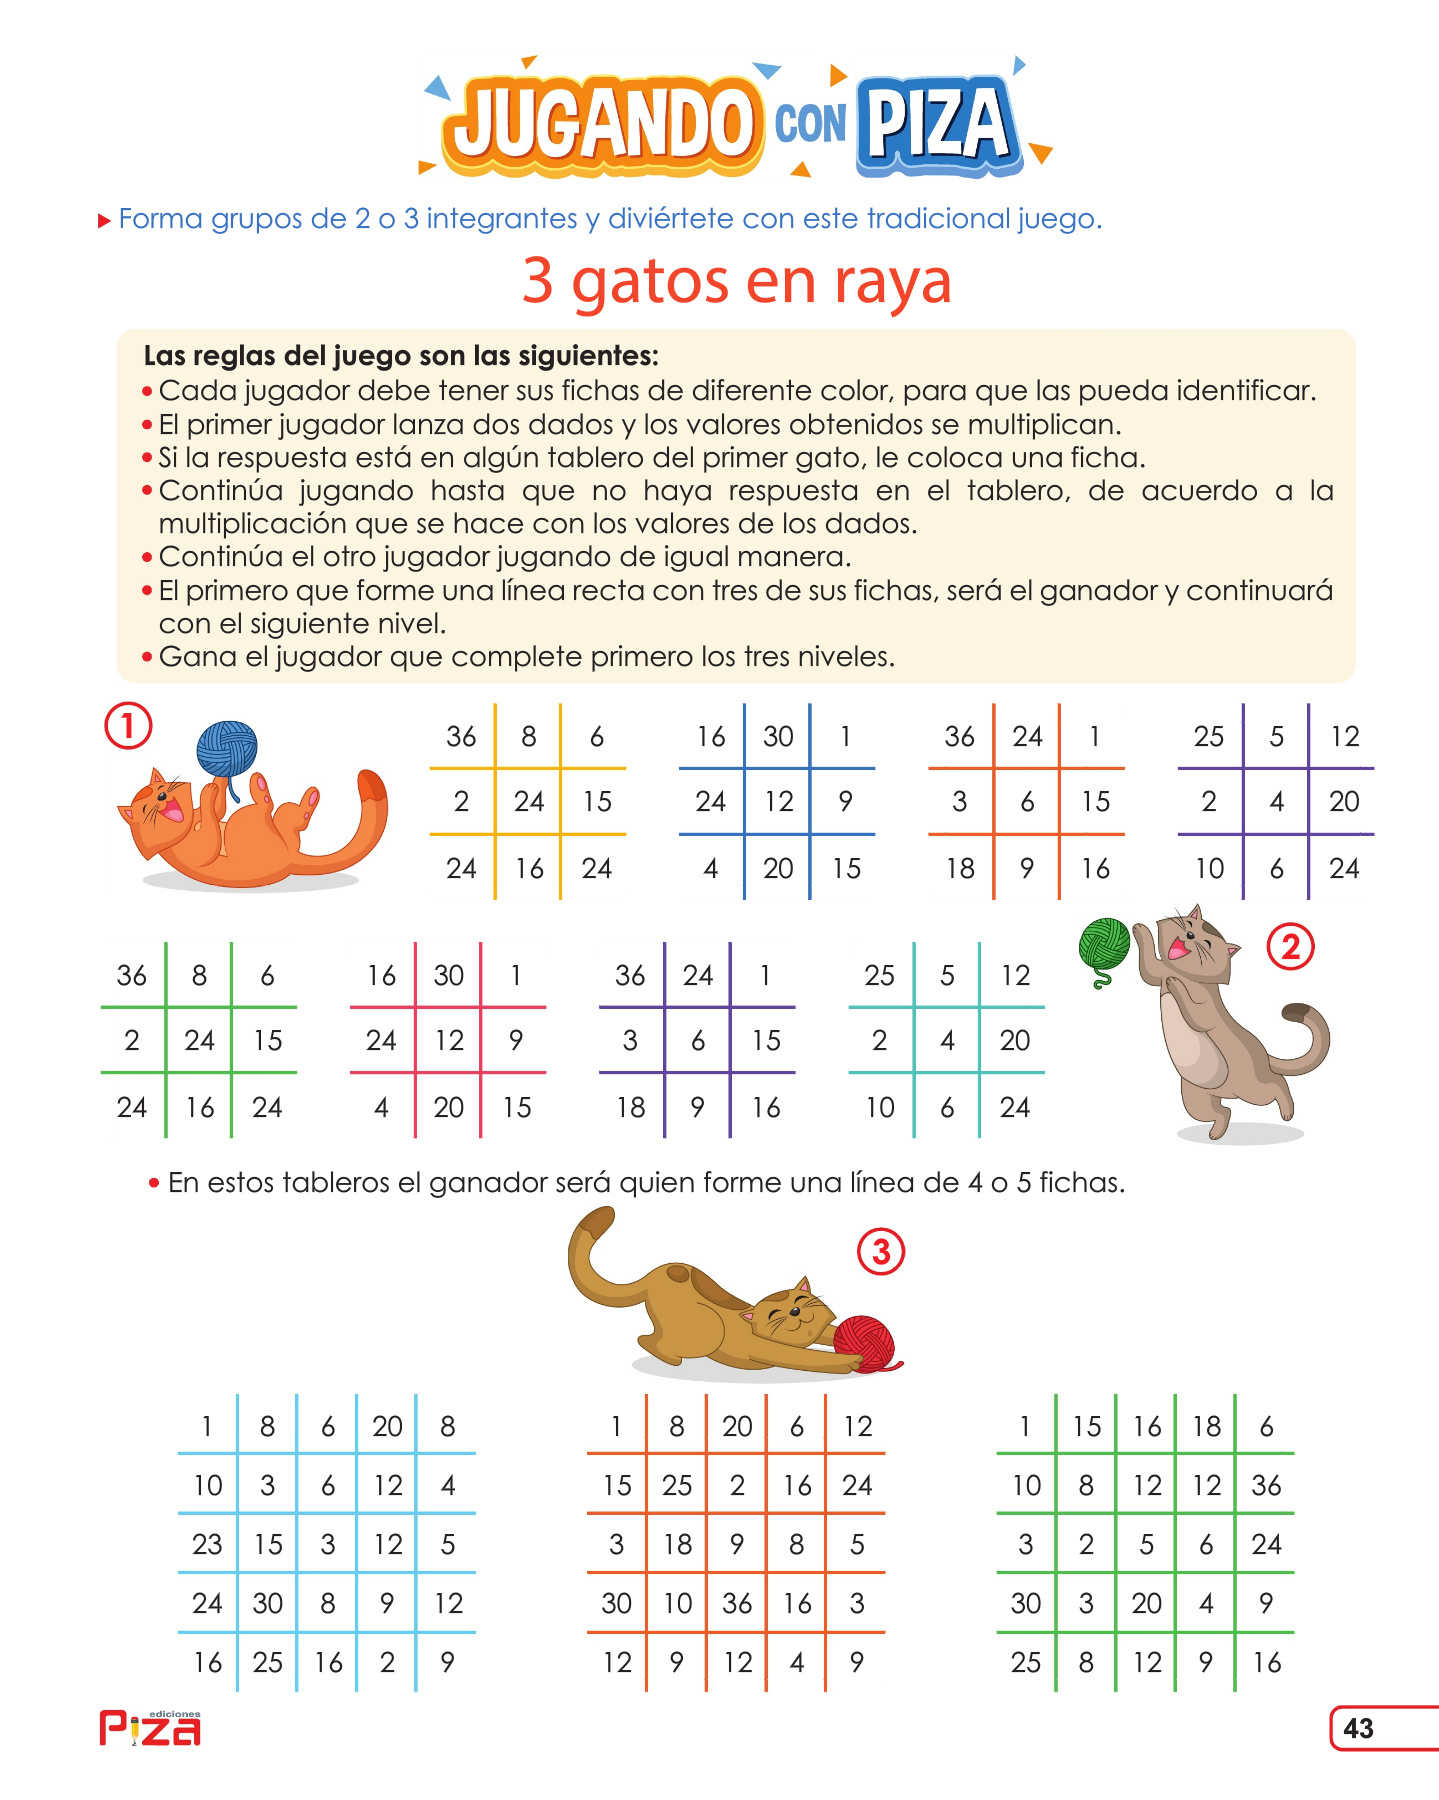 JUGANDO CON PIZA
Forma grupos de 2 o 3 integrantes y diviértete con este tradicional juego.
3 gatos en raya
Las reglas del juego son las siguientes:
• Cada jugador debe tener sus fichas de diferente color, para que las pueda identificar.
• El primer jugador lanza dos dados y los valores obtenidos se multiplican.
• Si la respuesta está en algún tablero del primer gato, le coloca una ficha.
• Continúa jugando hasta que no haya respuesta en el tablero, de acuerdo a la
multiplicación que se hace con los valores de los dados.
• Continúa el otro jugador jugando de igual manera.
• El primero que forme una línea recta con tres de sus fichas, será el ganador y continuará
con el siguiente nivel.
• Gana el jugador que complete primero los tres niveles.
1
36 8 6 16 30 1 36 24 1 25 5 12
2 24 15 24 12 9 3 6 15 2 4 20
24 16 24 4 20 15 18 9 16 10 6 24
2
36 8 6 16 30 1 36 24 1 25 5 12
2 24 15 24 12 9 3 6 15 2 4 20
24 16 24 4 20 15 18 9 16 10 6 24
• En estos tableros el ganador será quien forme una línea de 4 o 5 fichas.
3
1 8 6 20 8 1 8 20 6 12 1 15 16 18 6
10 3 6 12 4 15 25 2 16 24 10 8 12 12 36
23 15 3 12 5 3 18 9 8 5 3 2 5 6 24
24 30 8 9 12 30 10 36 16 3 30 3 20 4 9
16 25 16 2 9 12 9 12 4 9 25 8 12 9 16
ediciones
Piza
43